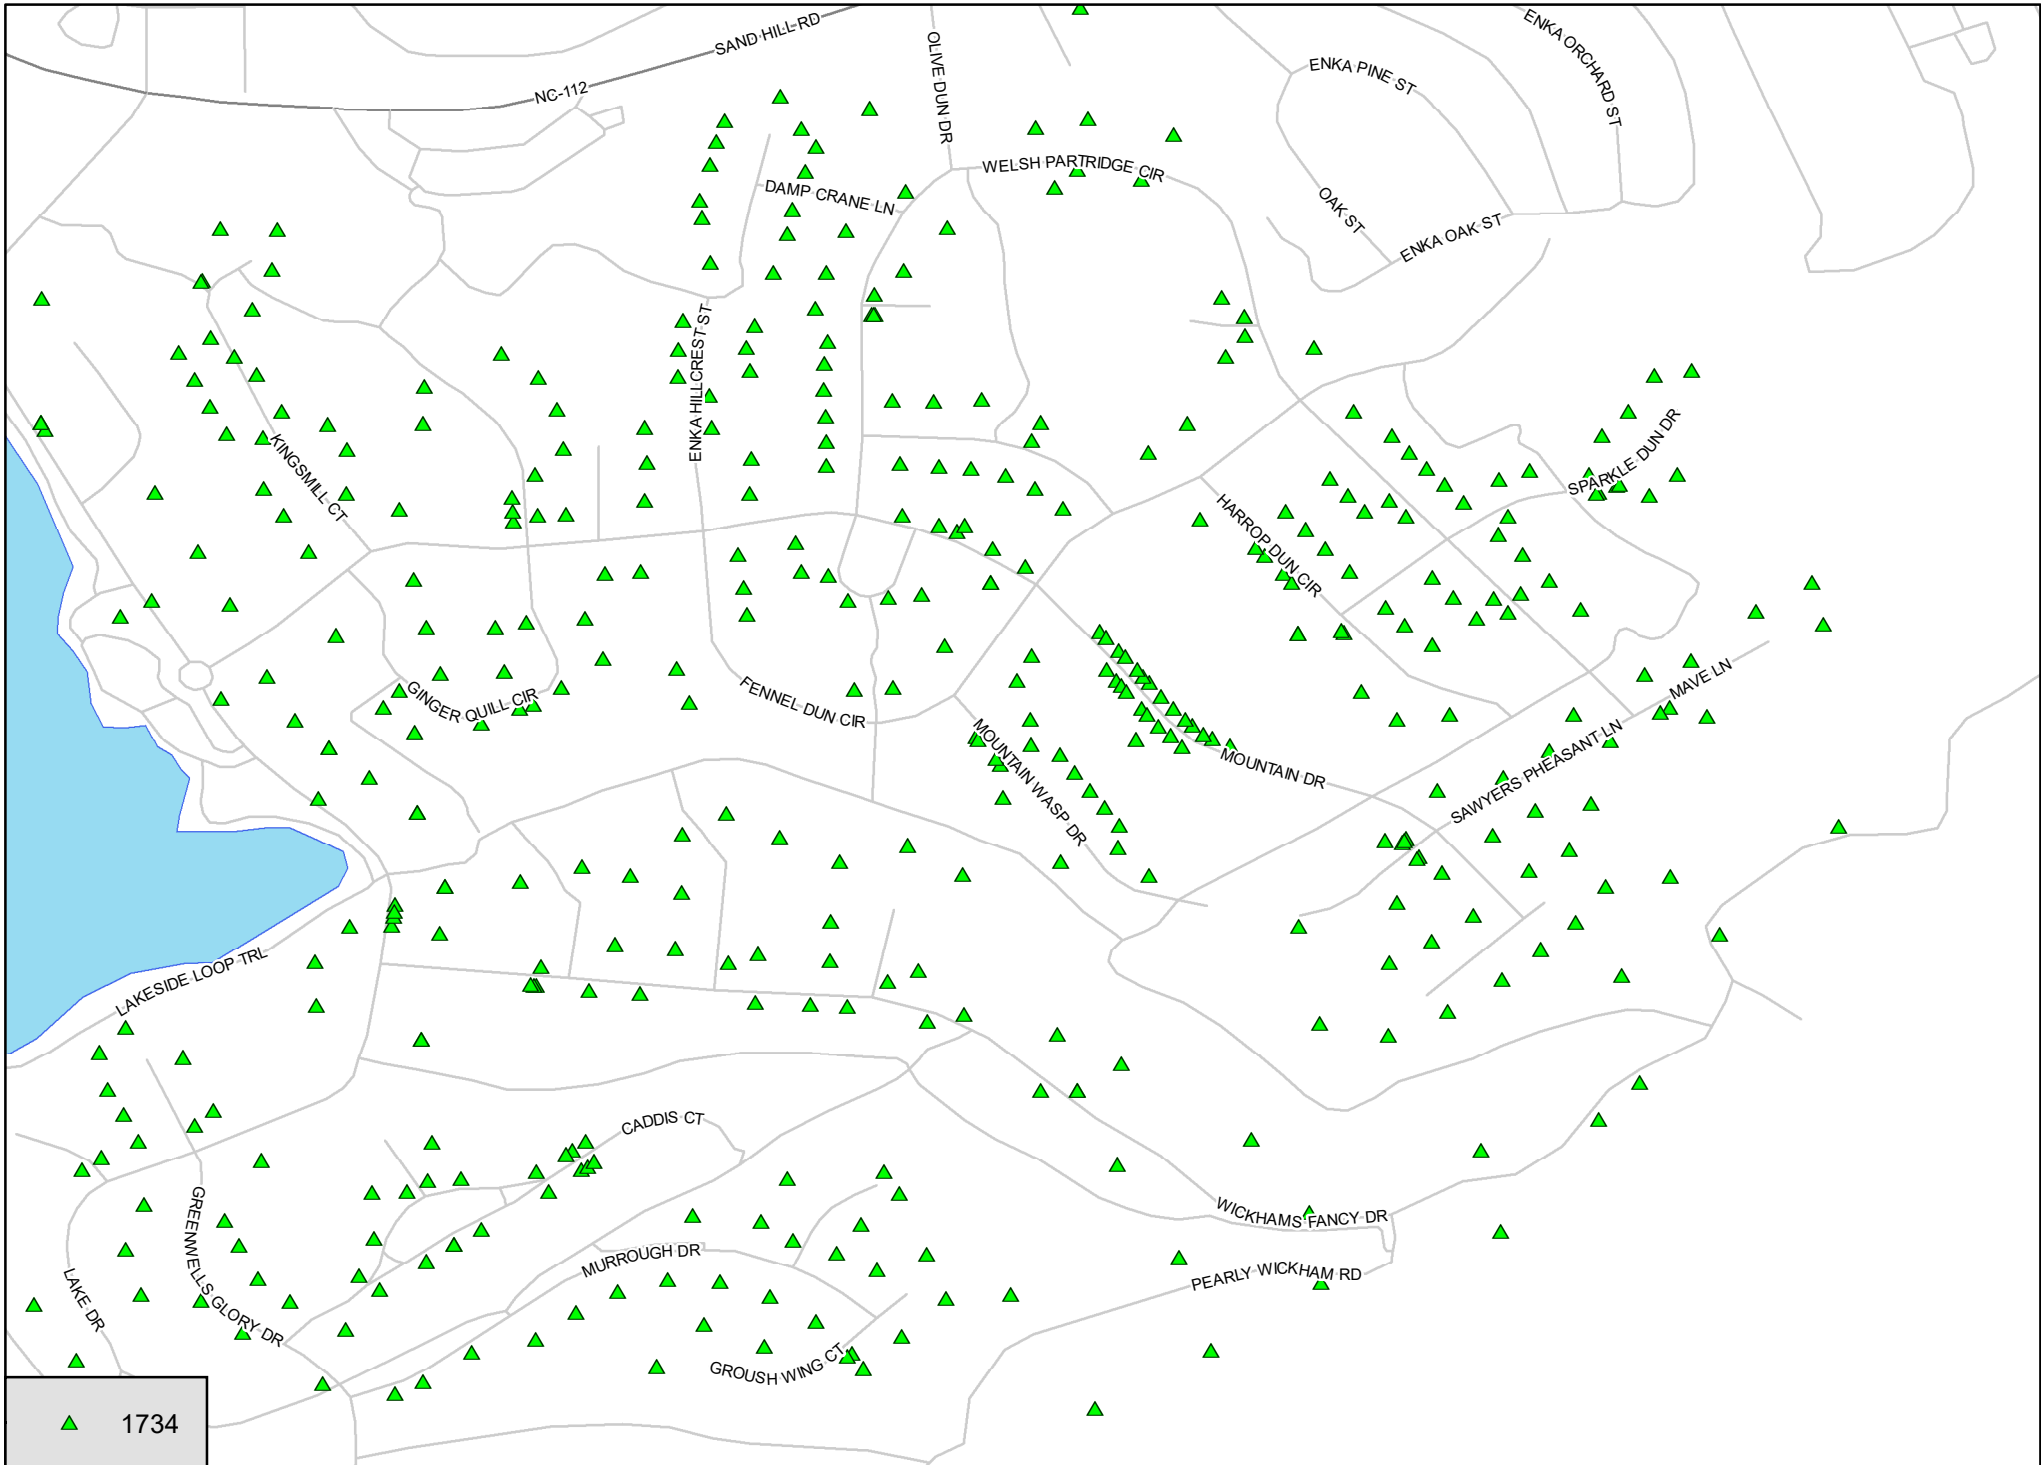 SAND HILL RD
NC-112
OLIVE DUN DR
ENKA ORCHARD ST
ENKA PINE ST
WELSH PARTRIDGE CIR
DAMP CRANE LN
OAK ST
ENKA OAK ST
ENKA HILLCREST ST
KINGSMILL CT
SPARKLE DUN DR
HARROP DUN CIR
GINGER QUILL CIR
FENNEL DUN CIR
MAVE LN
MOUNTAIN WASP DR
MOUNTAIN DR
SAWYERS PHEASANT LN
LAKESIDE LOOP TRL
CADDIS CT
GREENWELLS GLORY DR
WICKHAMS FANCY DR
MURROUGH DR
PEARLY WICKHAM RD
LAKE DR
GROUSH WING CT
1734